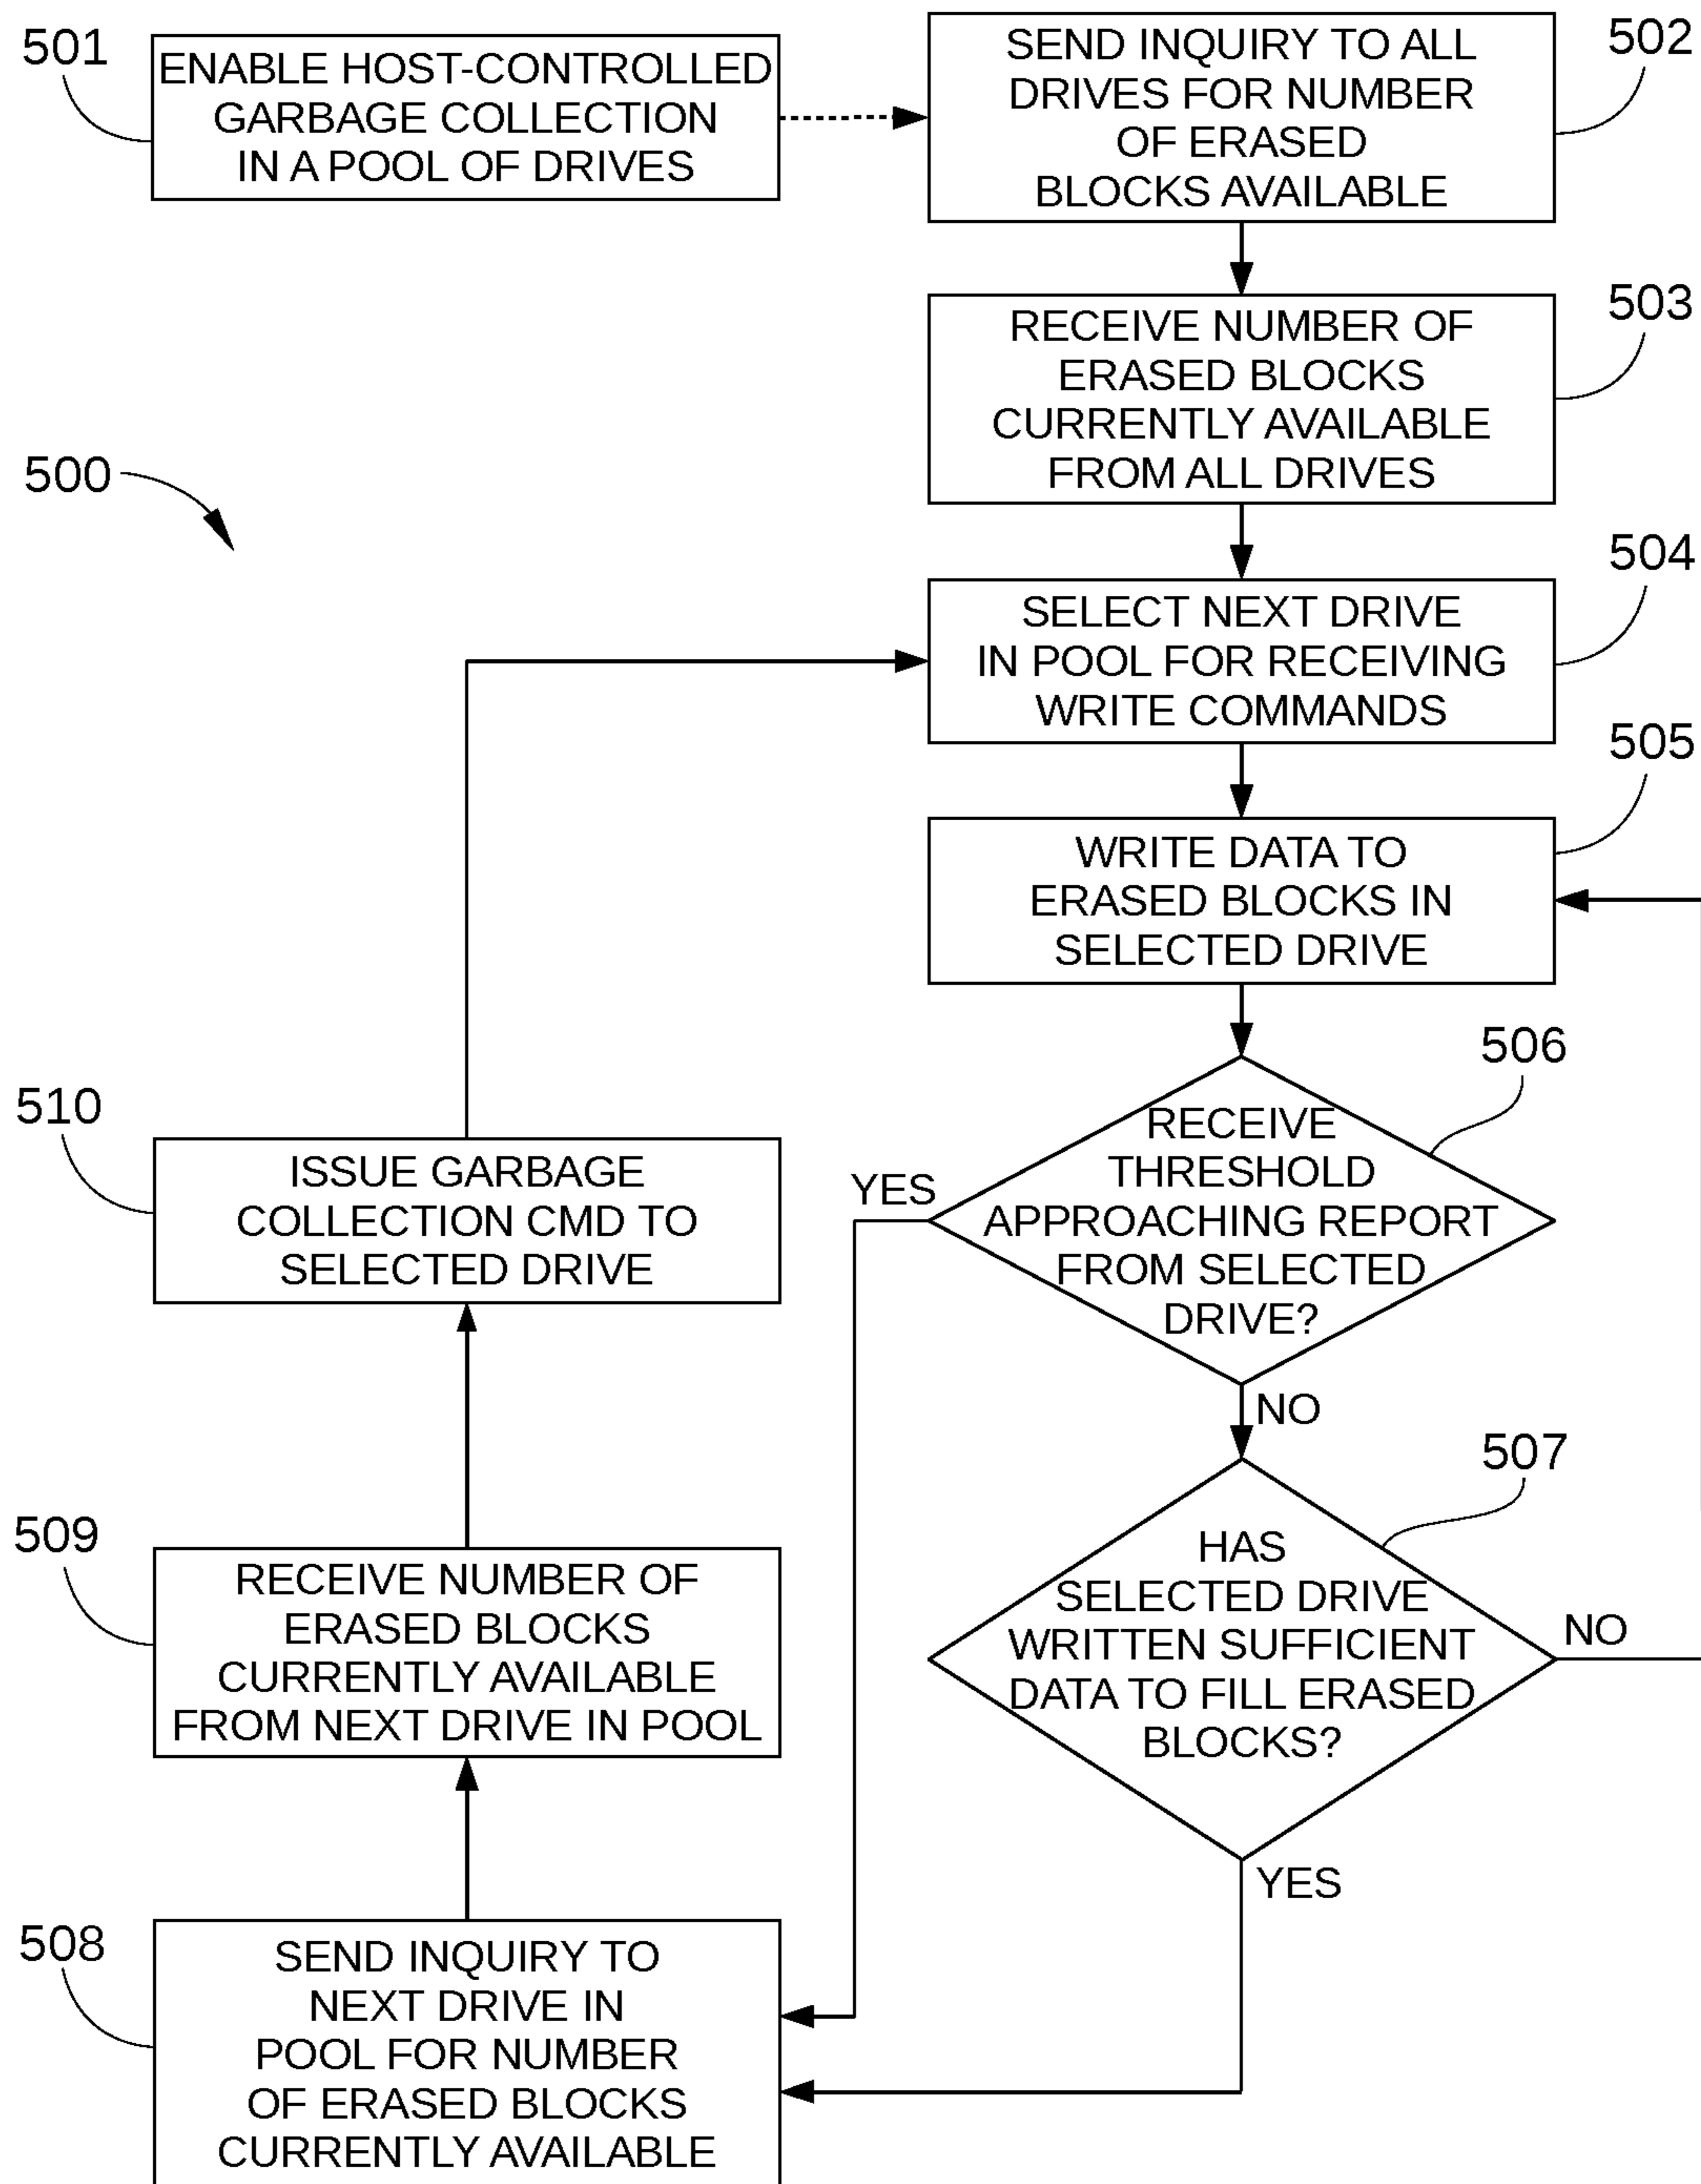 501
ENABLE HOST-CONTROLLED
GARBAGE COLLECTION
IN A POOL OF DRIVES
502
SEND INQUIRY TO ALL
DRIVES FOR NUMBER
OF ERASED
BLOCKS AVAILABLE
503
RECEIVE NUMBER OF
ERASED BLOCKS
CURRENTLY AVAILABLE
FROM ALL DRIVES
500
504
SELECT NEXT DRIVE
IN POOL FOR RECEIVING
WRITE COMMANDS
505
WRITE DATA TO
ERASED BLOCKS IN
SELECTED DRIVE
506
RECEIVE
THRESHOLD
APPROACHING REPORT
FROM SELECTED
DRIVE?
YES
NO
507
HAS
SELECTED DRIVE
WRITTEN SUFFICIENT
DATA TO FILL ERASED
BLOCKS?
NO
YES
510
ISSUE GARBAGE
COLLECTION CMD TO
SELECTED DRIVE
509
RECEIVE NUMBER OF
ERASED BLOCKS
CURRENTLY AVAILABLE
FROM NEXT DRIVE IN POOL
508
SEND INQUIRY TO
NEXT DRIVE IN
POOL FOR NUMBER
OF ERASED BLOCKS
CURRENTLY AVAILABLE